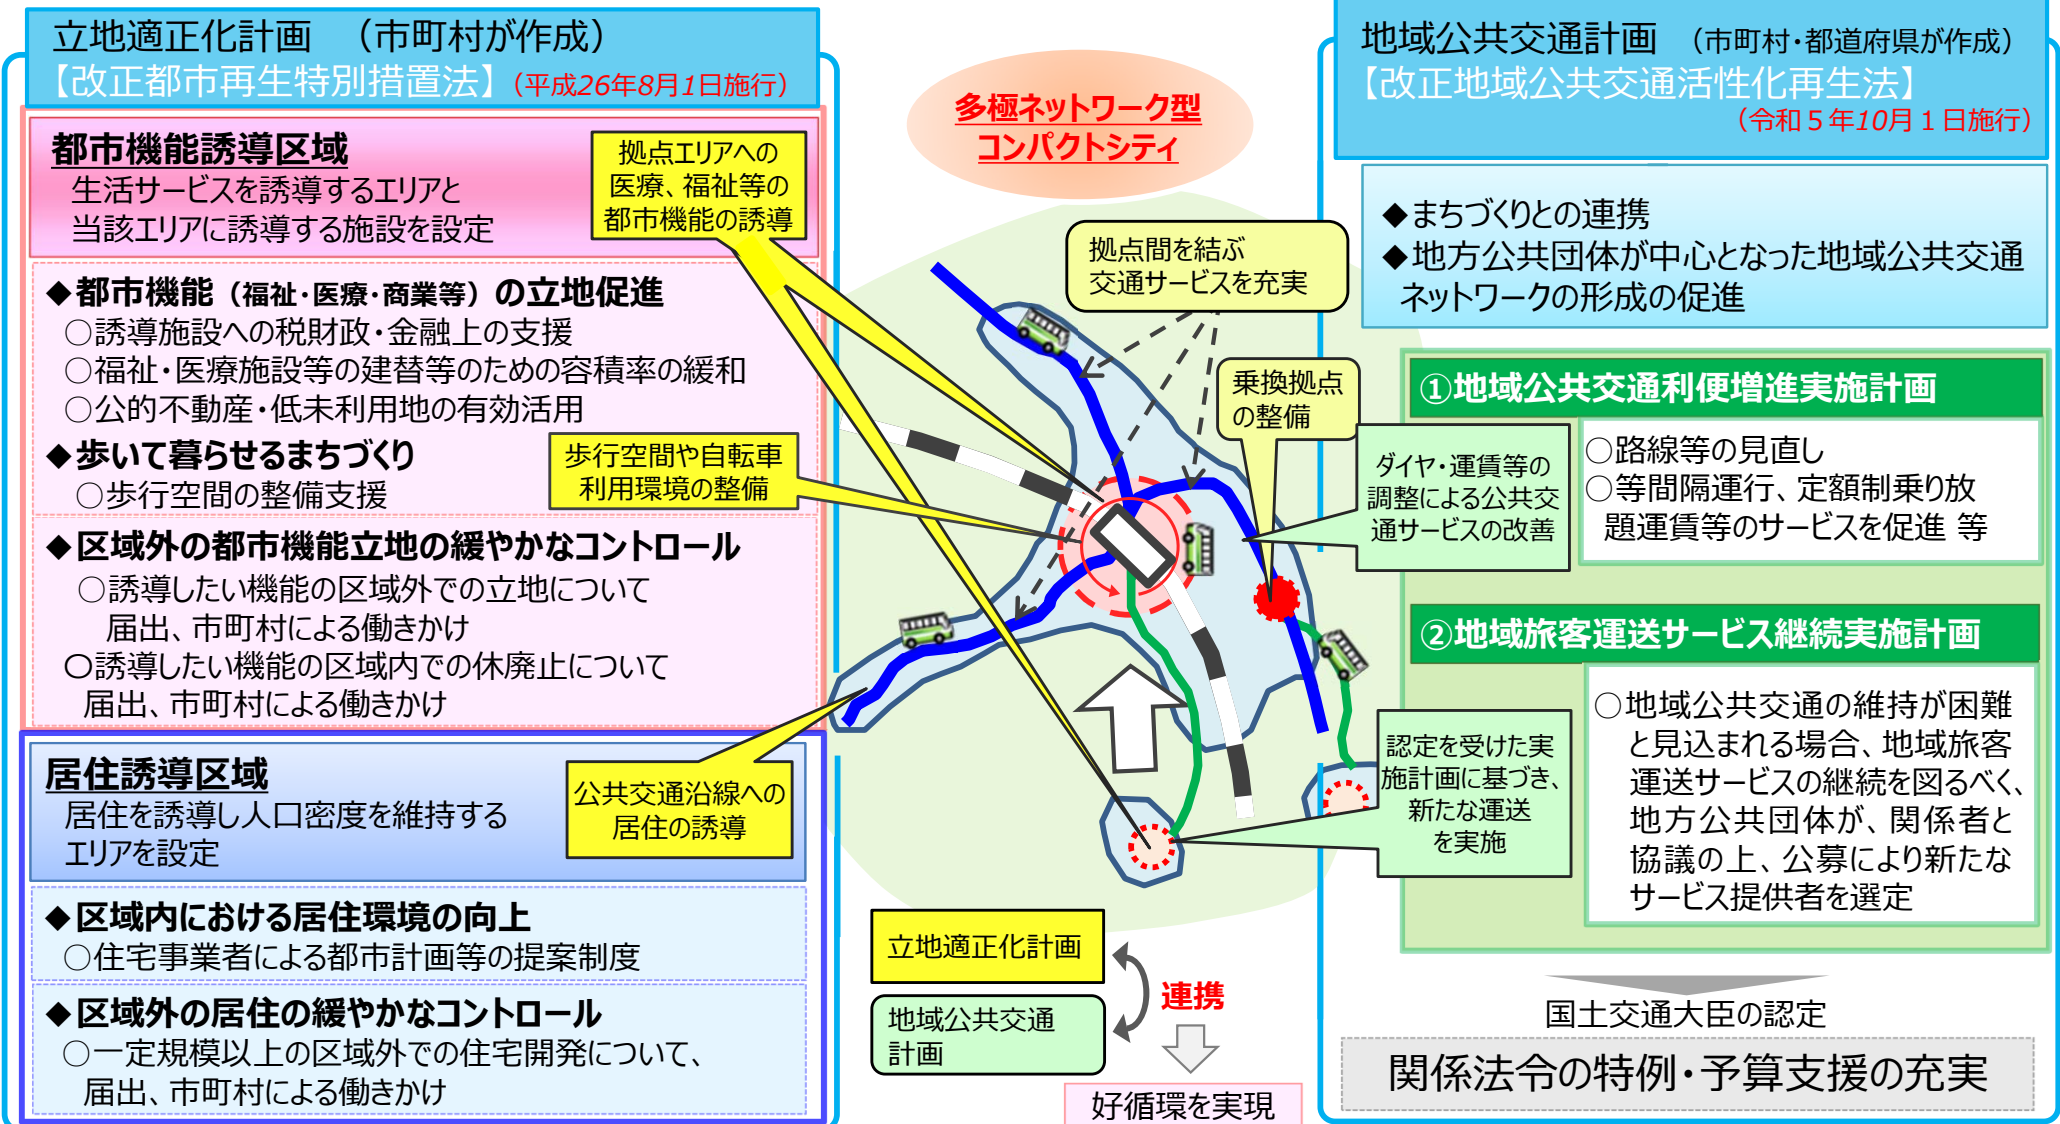 立地適正化計画　（市町村が作成）
【改正都市再生特別措置法】（平成26年8月1日施行）
都市機能誘導区域
生活サービスを誘導するエリアと
当該エリアに誘導する施設を設定
拠点エリアへの
医療、福祉等の
都市機能の誘導
◆都市機能（福祉・医療・商業等）の立地促進
○誘導施設への税財政・金融上の支援
○福祉・医療施設等の建替等のための容積率の緩和
○公的不動産・低未利用地の有効活用
◆歩いて暮らせるまちづくり
○歩行空間の整備支援
歩行空間や自転車
利用環境の整備
◆区域外の都市機能立地の緩やかなコントロール
○誘導したい機能の区域外での立地について
届出、市町村による働きかけ
○誘導したい機能の区域内での休廃止について
届出、市町村による働きかけ
居住誘導区域
居住を誘導し人口密度を維持する
エリアを設定
公共交通沿線への
居住の誘導
◆区域内における居住環境の向上
○住宅事業者による都市計画等の提案制度
◆区域外の居住の緩やかなコントロール
○一定規模以上の区域外での住宅開発について、
届出、市町村による働きかけ
多極ネットワーク型
コンパクトシティ
拠点間を結ぶ
交通サービスを充実
乗換拠点
の整備
立地適正化計画
地域公共交通
計画
連携
好循環を実現
地域公共交通計画　（市町村・都道府県が作成）
【改正地域公共交通活性化再生法】
（令和５年10月１日施行）
◆まちづくりとの連携
◆地方公共団体が中心となった地域公共交通
ネットワークの形成の促進
①地域公共交通利便増進実施計画
ダイヤ・運賃等の
調整による公共交
通サービスの改善
○路線等の見直し
○等間隔運行、定額制乗り放
題運賃等のサービスを促進 等
②地域旅客運送サービス継続実施計画
認定を受けた実
施計画に基づき、
新たな運送
を実施
○地域公共交通の維持が困難
と見込まれる場合、地域旅客
運送サービスの継続を図るべく、
地方公共団体が、関係者と
協議の上、公募により新たな
サービス提供者を選定
国土交通大臣の認定
関係法令の特例・予算支援の充実